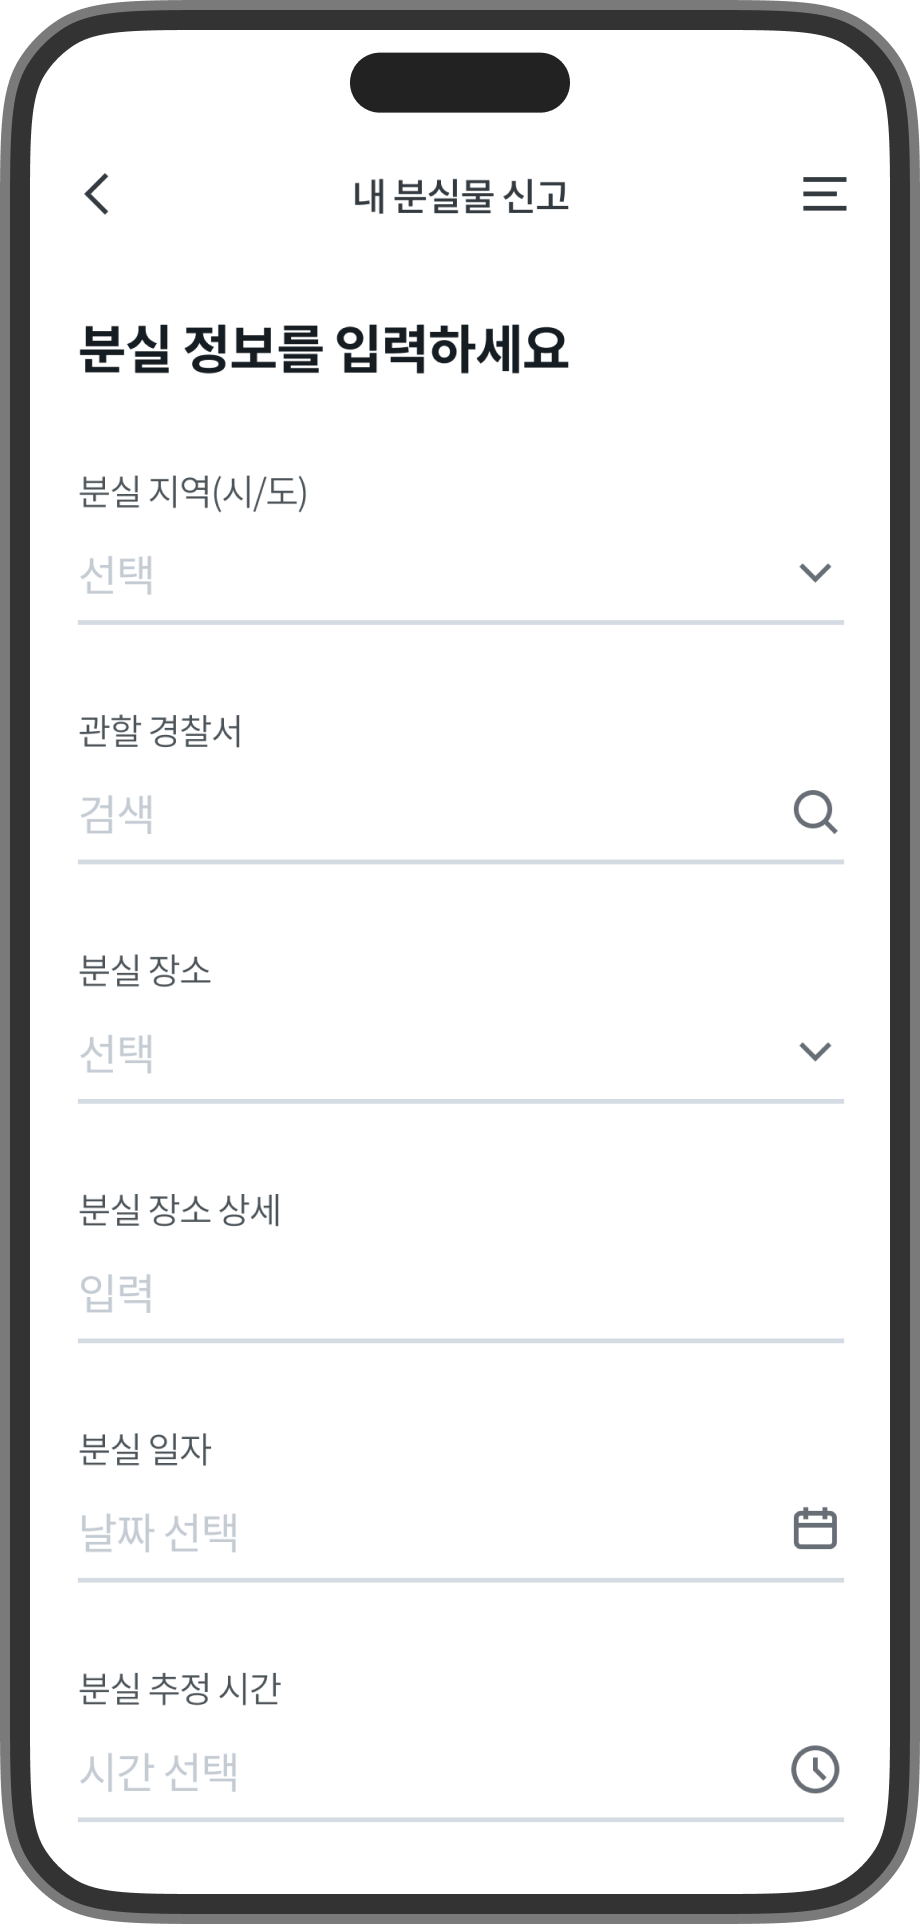 내 분실물 신고
분실 정보를 입력하세요
분실 지역(시/도)
선택
관할 경찰서
검색
분실 장소
선택
분실 장소 상세
입력
분실 일자
날짜 선택
분실 추정 시간
시간 선택